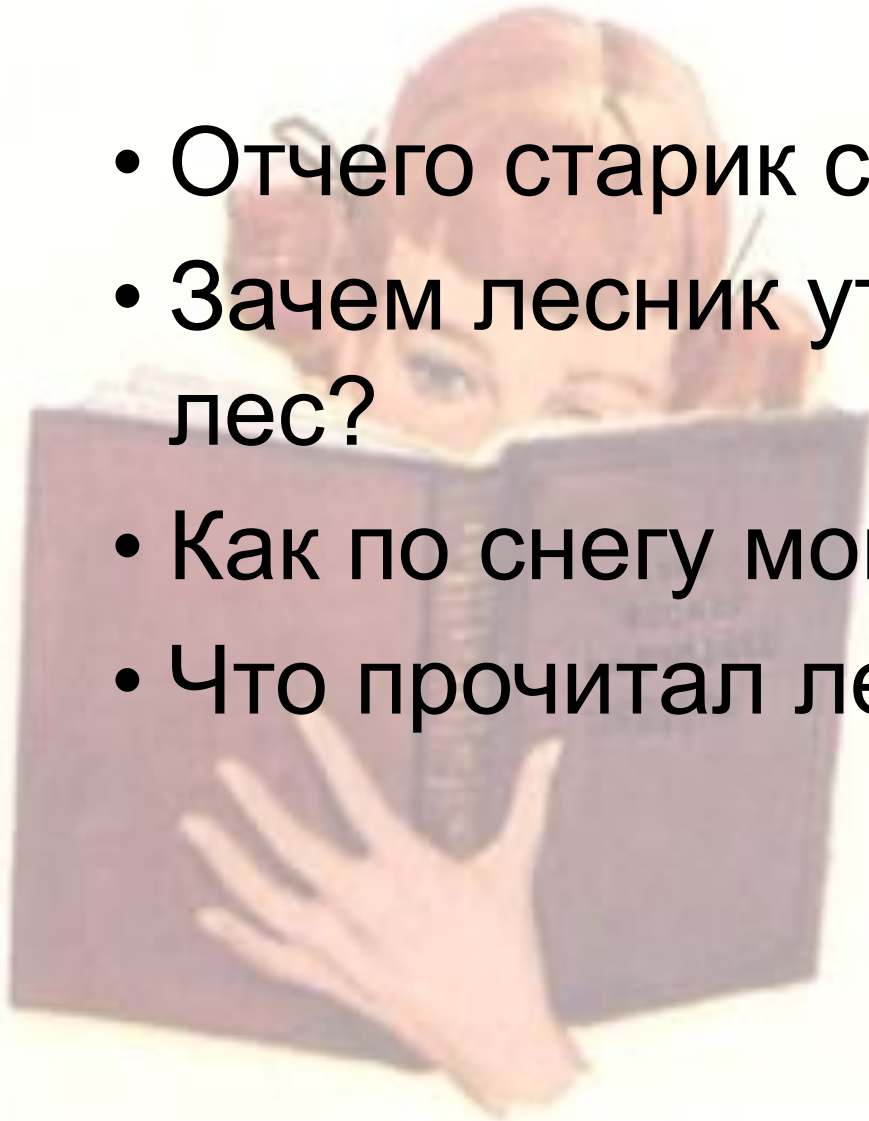 • Отчего старик
• Зачем лесник
лес?
• Как по снегу
• Что прочитал